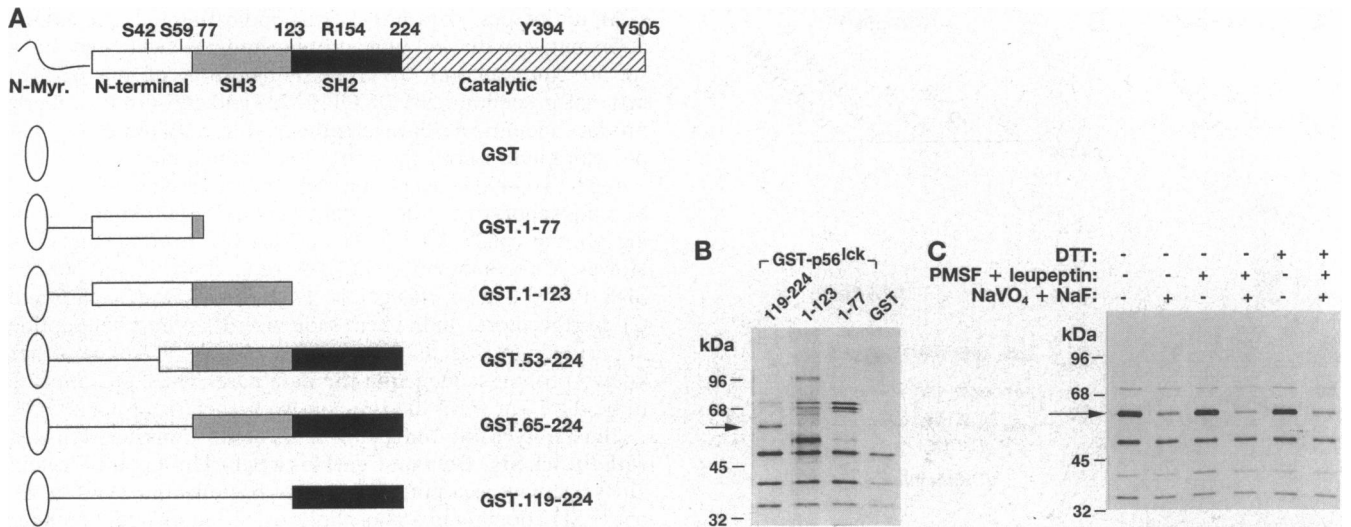 A
S42 S59 77 123 R154 224 Y394 Y505
N-Myr. N-terminal SH3 SH2 Catalytic
GST
GST.1-77
GST.1-123
GST.53-224
GST.65-224
GST.119-224
B
GST-p56lck
119-224 1-123 1-77 GST
kDa
96
68
45
32
C
DTT: - - - - + +
PMSF + leupeptin: - - + + - +
NaVO4 + NaF: - + - + - +
kDa
96
68
45
32